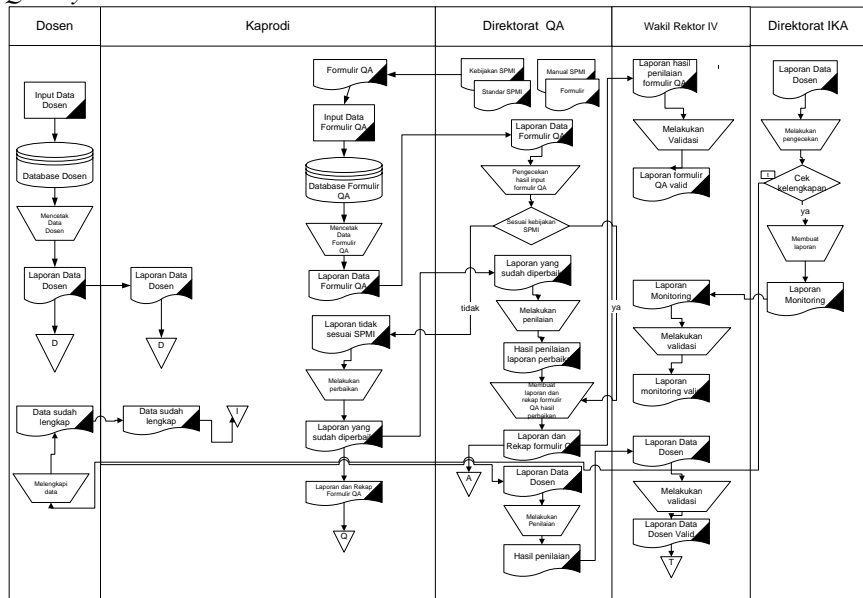 Dosen
Kaprodi
Direktorat QA
Wakil Rektor IV
Direktorat IKA
Input Data
Dosen
Database Dosen
Mencetak
Data
Dosen
Laporan Data
Dosen
D
Data sudah
lengkap
Melengkapi
data
Laporan Data
Dosen
D
Data sudah
lengkap
I
Formulir QA
Input Data
Formulir QA
Database Formulir
QA
Mencetak
Data
Formulir
QA
Laporan Data
Formulir QA
Laporan tidak
sesuai SPMI
Melakukan
perbaikan
Laporan yang
sudah diperbaik
Laporan dan Rekap
Formulir QA
Q
Kebijakan SPMI
Standar SPMI
Manual SPMI
Formulir
Laporan Data
Formulir QA
Pengecekan
hasil input
formulir QA
Sesuai kebijakan
SPMI
tidak
ya
Laporan yang
sudah diperbaik
Melakukan
penilaian
Hasil penilaian
laporan perbaika
Membuat
laporan dan
rekap formulir
QA hasil
perbaikan
Laporan dan
Rekap formulir Q
A
Laporan Data
Dosen
Melakukan
Penilaian
Hasil penilaian
Laporan hasil
penilaian
formulir QA
Melakukan
Validasi
Laporan formulir
QA valid
Laporan
Monitoring
Melakukan
validasi
Laporan
monitoring valid
Laporan Data
Dosen
Melakukan
validasi
Laporan Data
Dosen Valid
T
Laporan Data
Dosen
Melakukan
pengecekan
Cek
kelengkapan
ya
Membuat
laporan
Laporan
Monitoring